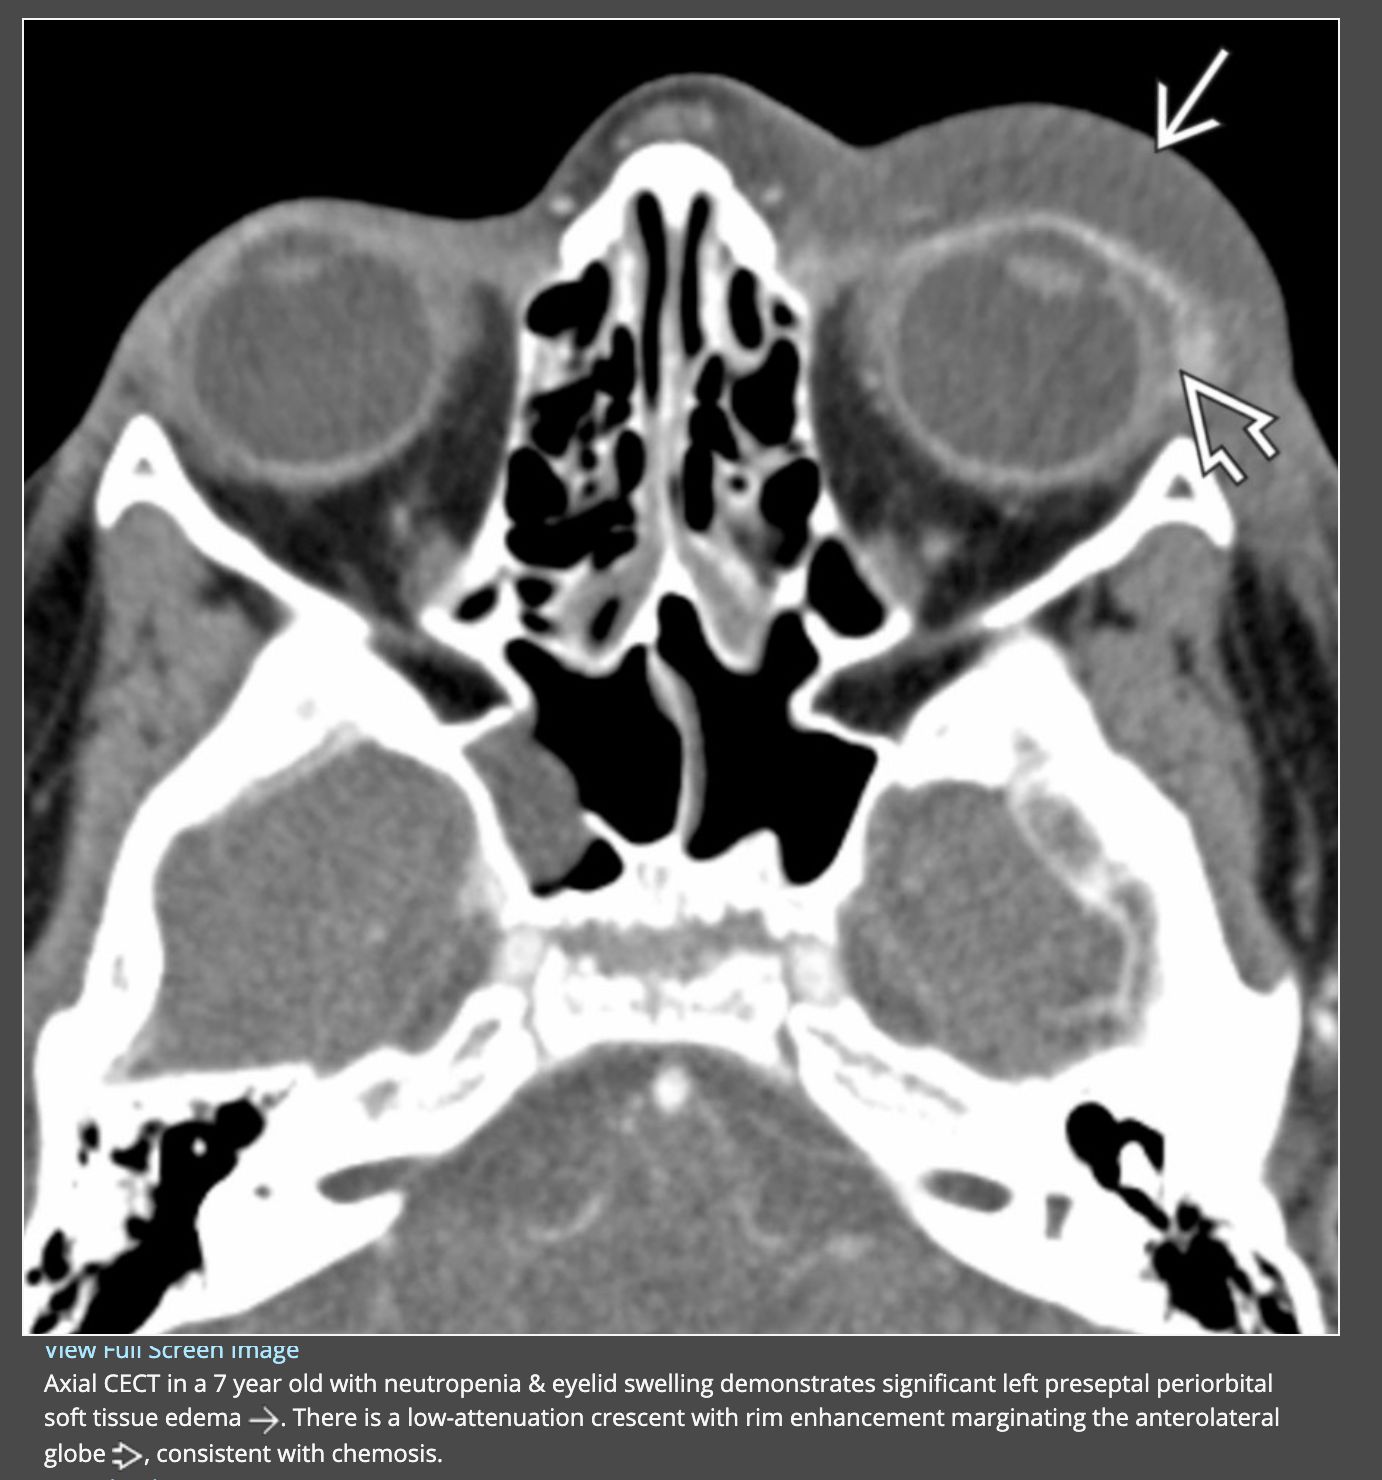 View Full Screen Image
Axial CECT in a 7 year old with neutropenia & eyelid swelling demonstrates significant left preseptal periorbital
soft tissue edema →. There is a low-attenuation crescent with rim enhancement marginating the anterolateral
globe ⇨, consistent with chemosis.